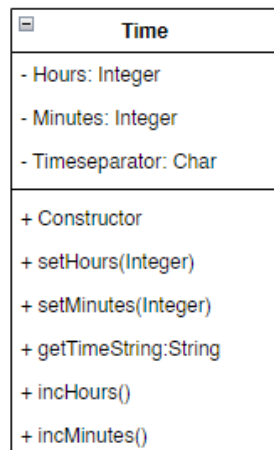 Time
- Hours: Integer
- Minutes: Integer
- Timeseparator: Char
+ Constructor
+ setHours(Integer)
+ setMinutes(Integer)
+ getTimeString:String
+ incHours()
+ incMinutes()